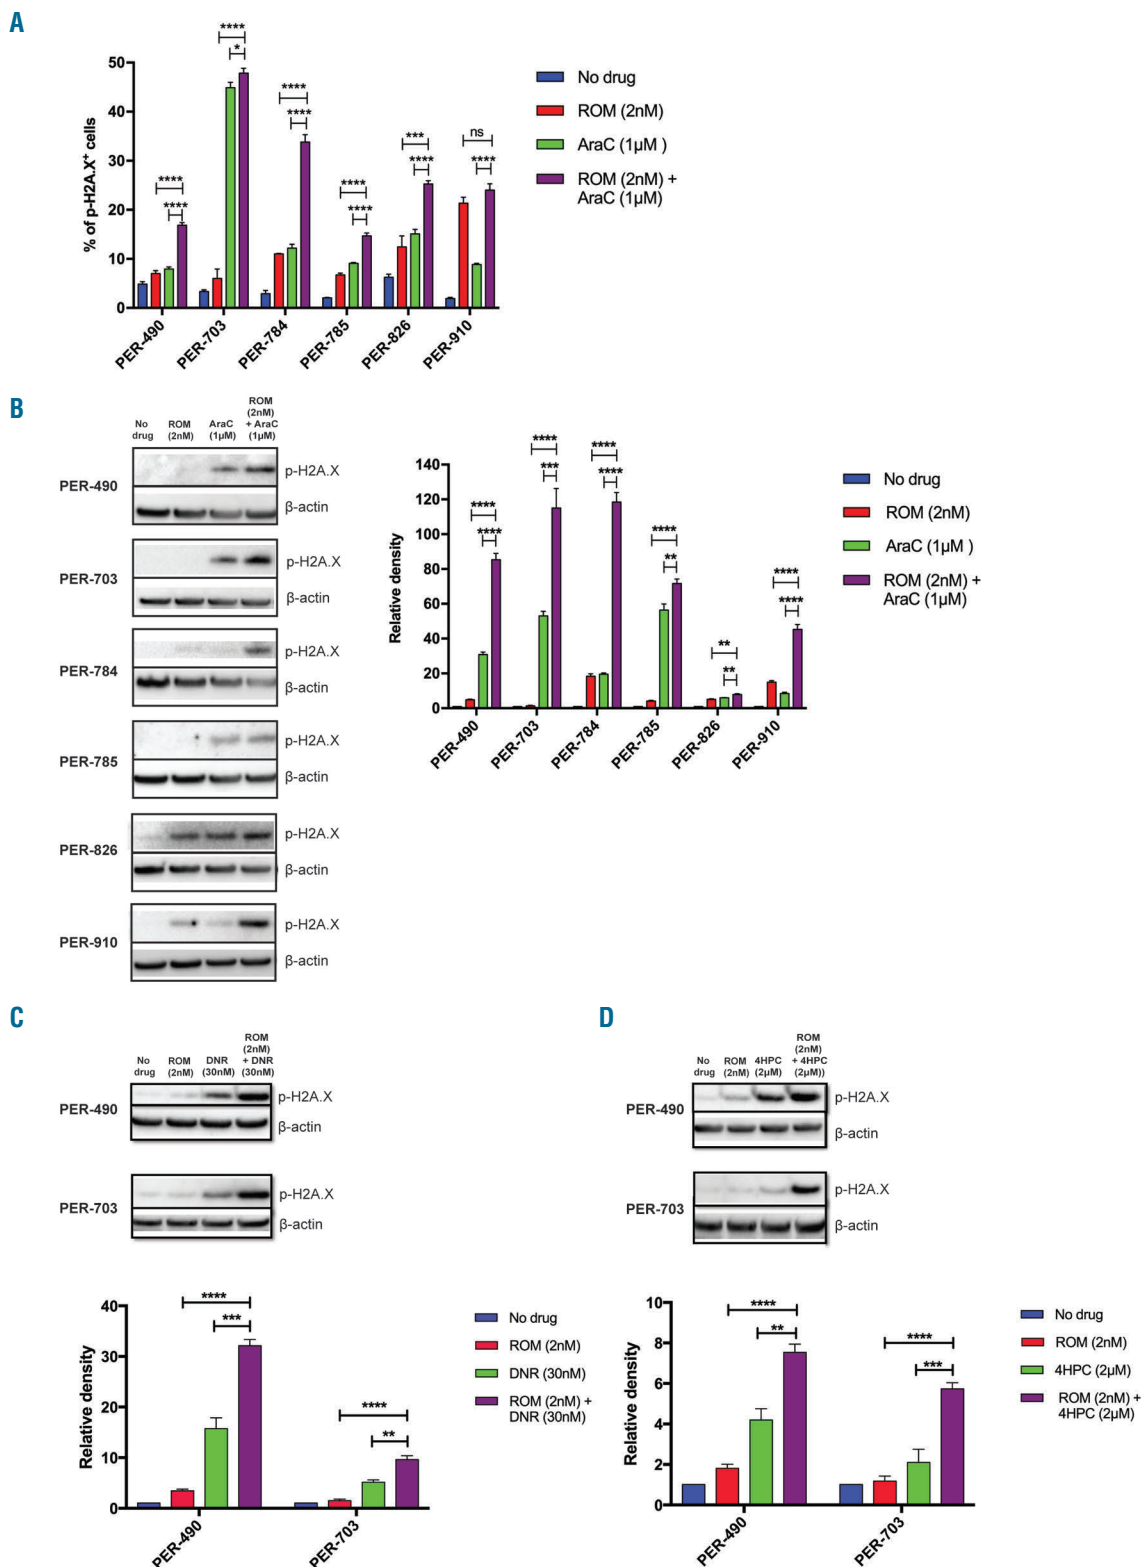 A
% of p-H2A.X+ cells
50
40
30
20
10
0
**** * **** **** **** **** **** **** *** **** ns ****
PER-490 PER-703 PER-784 PER-785 PER-826 PER-910
No drug
ROM (2nM)
AraC (1µM )
ROM (2nM) +
AraC (1µM)
B
No drug
ROM (2nM)
AraC (1µM)
ROM (2nM) + AraC (1µM)
PER-490
p-H2A.X
β-actin
PER-703
p-H2A.X
β-actin
PER-784
p-H2A.X
β-actin
PER-785
p-H2A.X
β-actin
PER-826
p-H2A.X
β-actin
PER-910
p-H2A.X
β-actin
Relative density
140
120
100
80
60
40
20
0
**** **** **** *** **** **** **** ** ** ** **** ****
PER-490 PER-703 PER-784 PER-785 PER-826 PER-910
No drug
ROM (2nM)
AraC (1µM )
ROM (2nM) +
AraC (1µM)
C
No drug
ROM (2nM)
DNR (30nM)
ROM (2nM) + DNR (30nM)
PER-490
p-H2A.X
β-actin
PER-703
p-H2A.X
β-actin
Relative density
40
30
20
10
0
**** *** **** **
PER-490 PER-703
No drug
ROM (2nM)
DNR (30nM)
ROM (2nM) +
DNR (30nM)
D
No drug
ROM (2nM)
4HPC (2µM)
ROM (2nM) + 4HPC (2µM))
PER-490
p-H2A.X
β-actin
PER-703
p-H2A.X
β-actin
Relative density
10
8
6
4
2
0
**** ** **** ***
PER-490 PER-703
No drug
ROM (2nM)
4HPC (2µM)
ROM (2nM) +
4HPC (2µM)